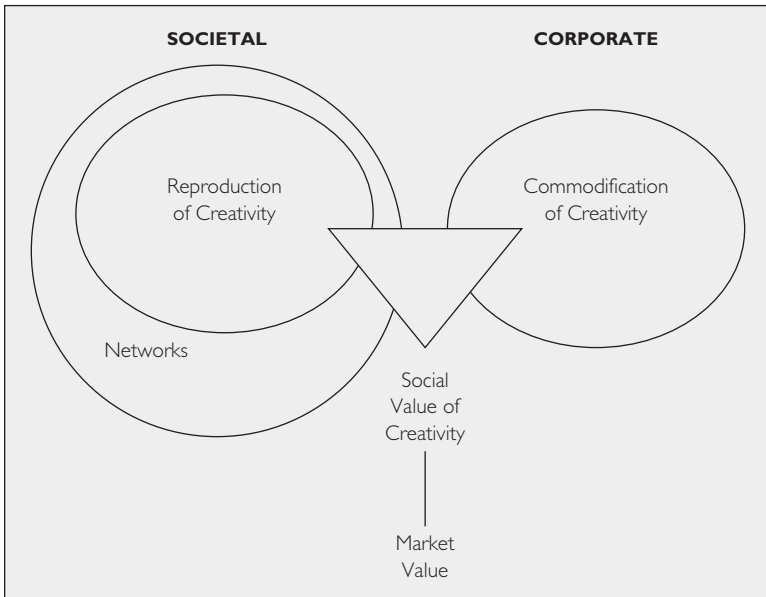 SOCIETAL
CORPORATE
Reproduction
of Creativity
Commodification
of Creativity
Networks
Social
Value of
Creativity
Market
Value